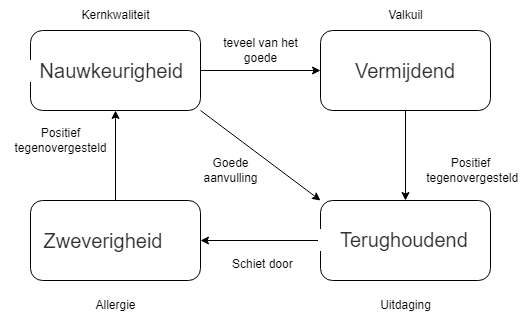 Kernkwaliteit
Valkuil
Nauwkeurigheid
teveel van het
goede
Vermijdend
Positief
tegenovergesteld
Goede
aanvulling
Positief
tegenovergesteld
Zweverigheid
Schiet door
Terughoudend
Allergie
Uitdaging